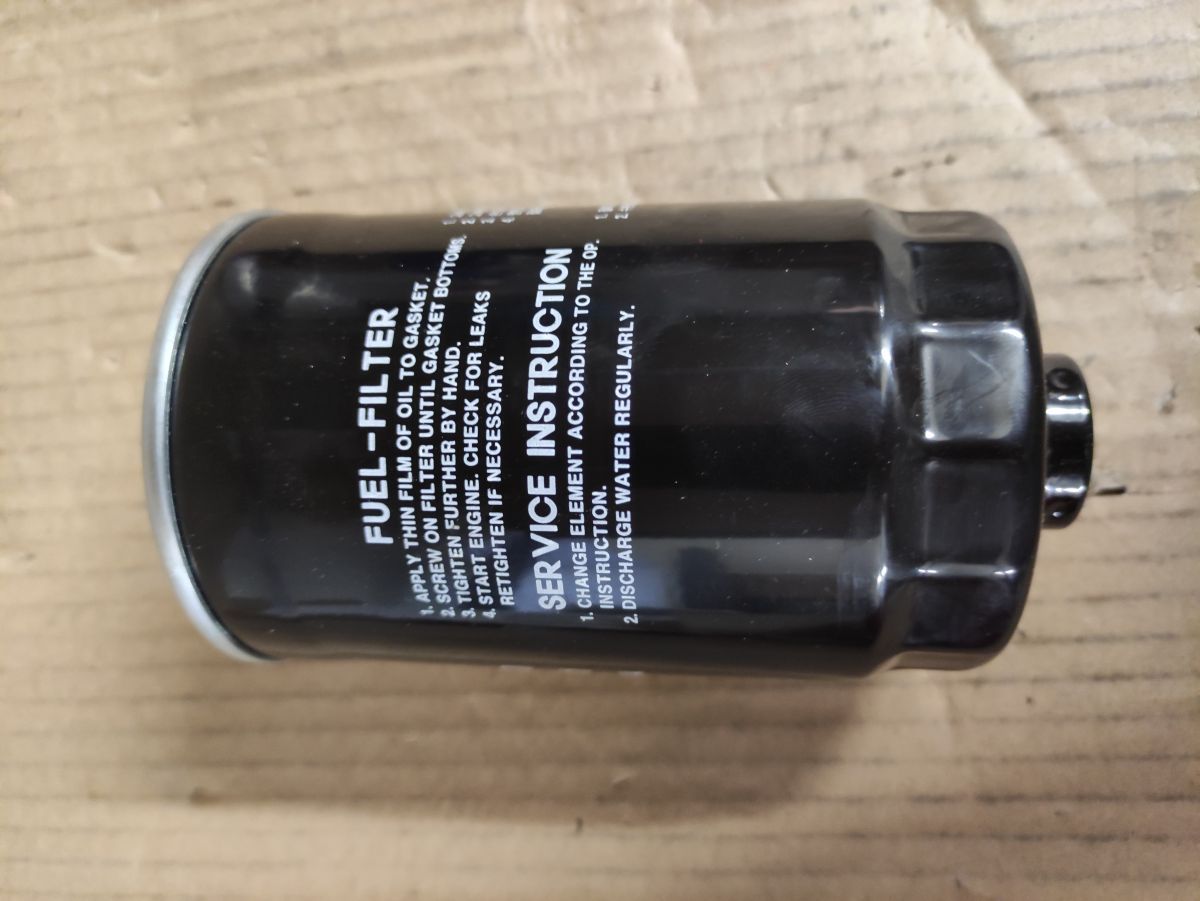 FUEL-FILTER
1. APPLY THIN FILM OF OIL TO GASKET.
2. SCREW ON FILTER UNTIL GASKET BOTTOMS.
3. TIGHTEN FURTHER BY HAND.
4. START ENGINE. CHECK FOR LEAKS
RETIGHTEN IF NECESSARY.
SERVICE INSTRUCTION
1. CHANGE ELEMENT ACCORDING TO THE OP.
INSTRUCTION.
2. DISCHARGE WATER REGULARLY.